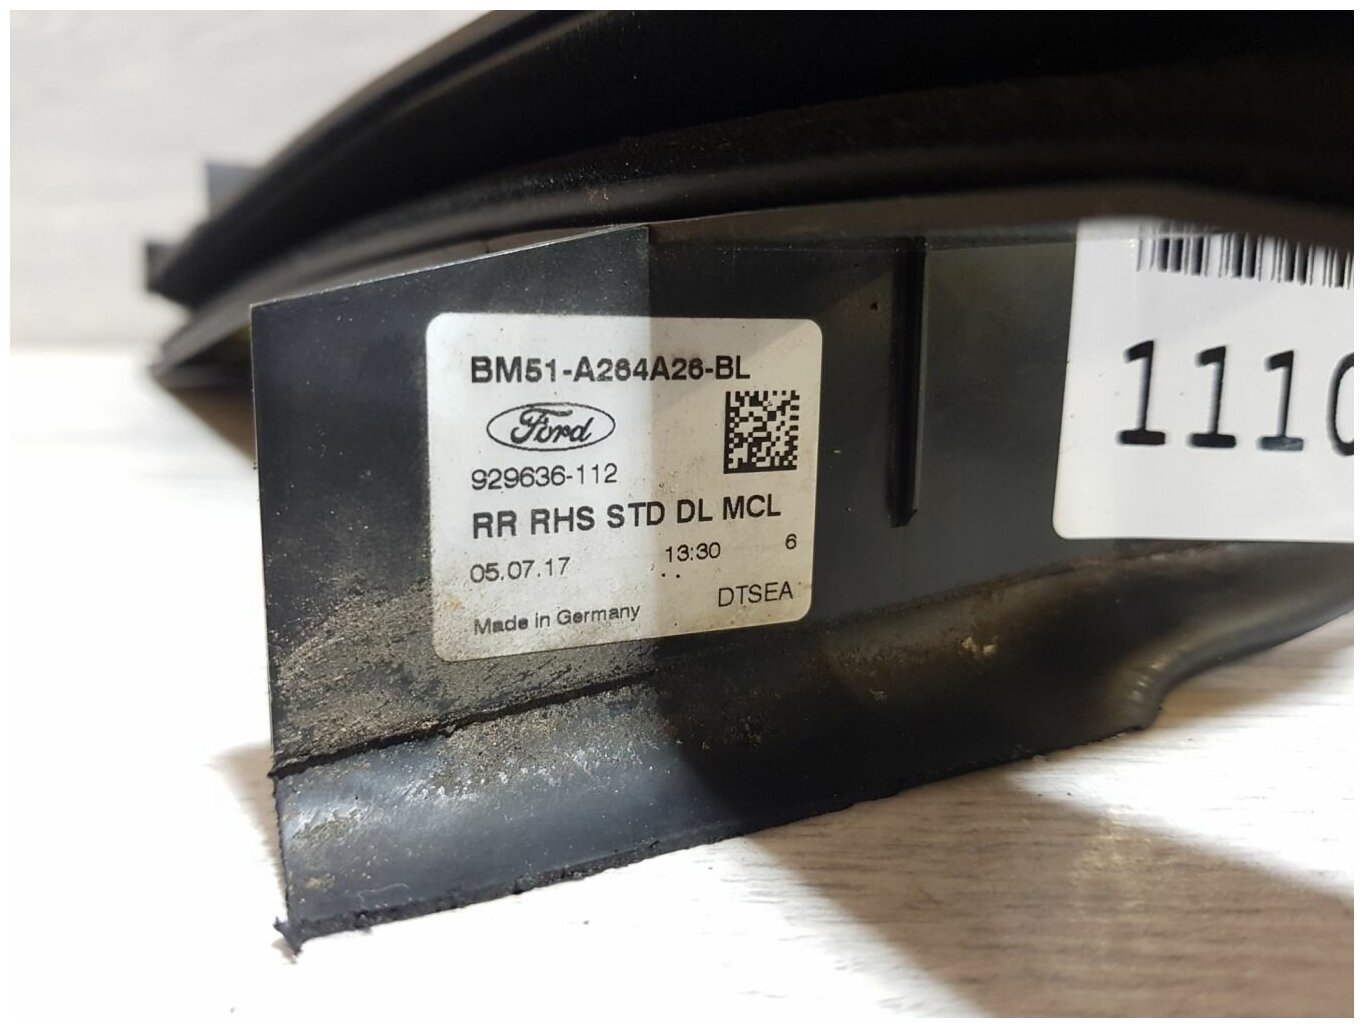 BM51-A264A26-BL
Ford
929636-112
RR RHS STD DL MCL
05.07.17 13:30 6
DTSEA
Made in Germany
1110